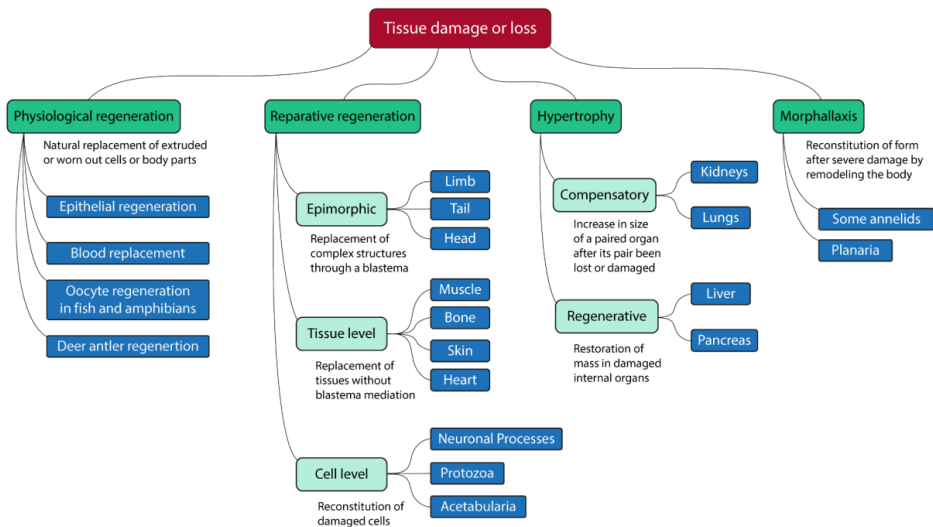 Tissue damage or loss
Physiological regeneration
Natural replacement of extruded
or worn out cells or body parts
Epithelial regeneration
Blood replacement
Oocyte regeneration
in fish and amphibians
Deer antler regenertion
Reparative regeneration
Epimorphic
Replacement of
complex structures
through a blastema
Limb
Tail
Head
Tissue level
Replacement of
tissues without
blastema mediation
Muscle
Bone
Skin
Heart
Cell level
Reconstitution of
damaged cells
Neuronal Processes
Protozoa
Acetabularia
Hypertrophy
Compensatory
Increase in size
of a paired organ
after its pair been
lost or damaged
Kidneys
Lungs
Regenerative
Restoration of
mass in damaged
internal organs
Liver
Pancreas
Morphallaxis
Reconstitution of form
after severe damage by
remodeling the body
Some annelids
Planaria